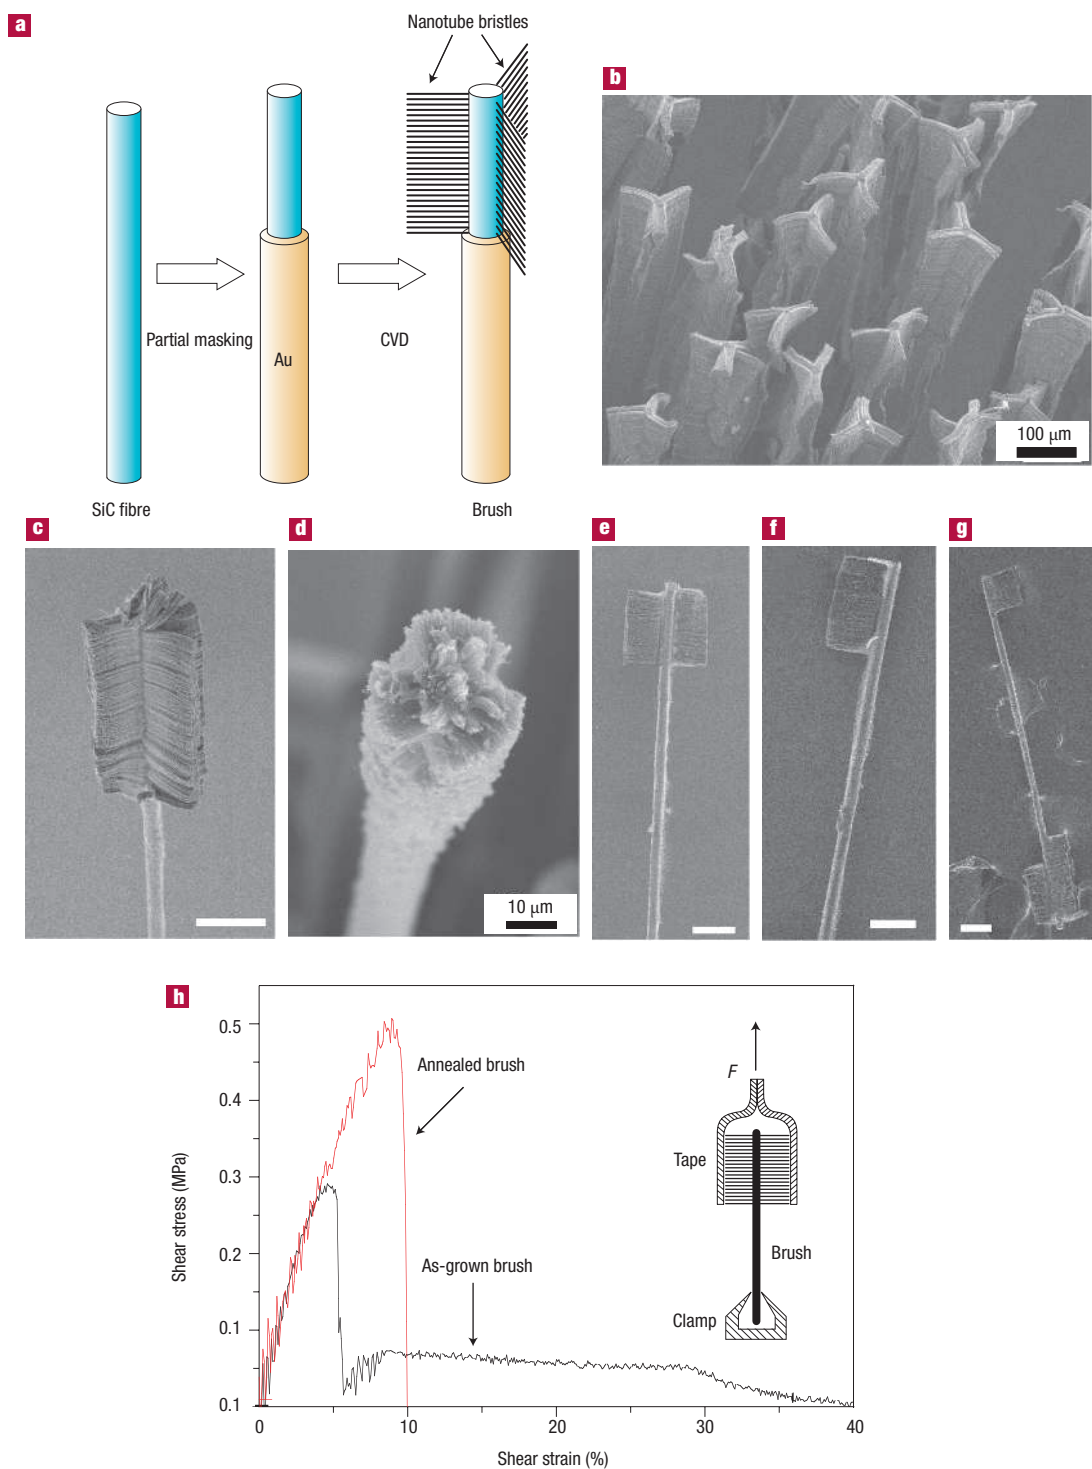 a
Nanotube bristles
Partial masking
Au
CVD
SiC fibre
Brush
b
100 μm
c
d
10 μm
e
f
g
h
0.5
0.4
0.3
0.2
0.1
0.1
0
10
20
30
40
Shear stress (MPa)
Shear strain (%)
Annealed brush
As-grown brush
F
Tape
Brush
Clamp